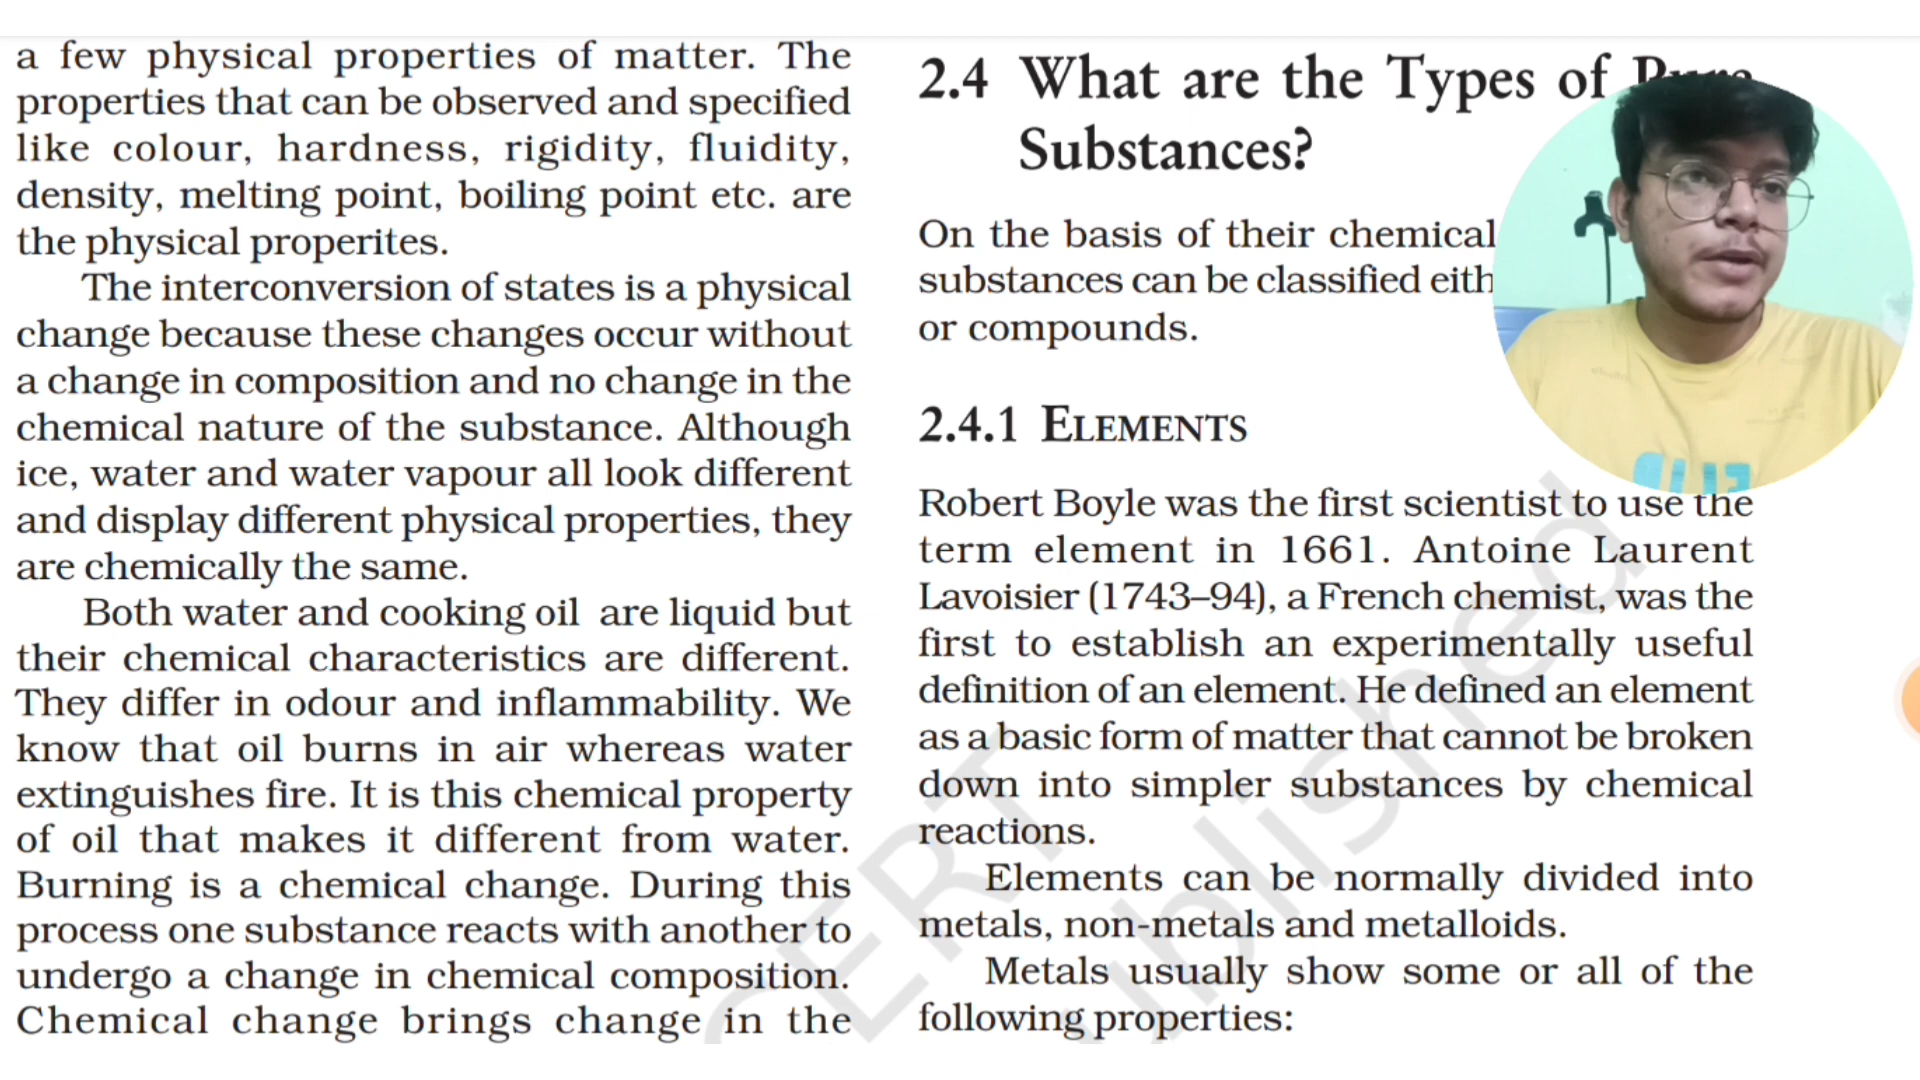 a few physical properties of matter. The
properties that can be observed and specified
like colour, hardness, rigidity, fluidity,
density, melting point, boiling point etc. are
the physical properites.
The interconversion of states is a physical
change because these changes occur without
a change in composition and no change in the
chemical nature of the substance. Although
ice, water and water vapour all look different
and display different physical properties, they
are chemically the same.
Both water and cooking oil are liquid but
their chemical characteristics are different.
They differ in odour and inflammability. We
know that oil burns in air whereas water
extinguishes fire. It is this chemical property
of oil that makes it different from water.
Burning is a chemical change. During this
process one substance reacts with another to
undergo a change in chemical composition.
Chemical change brings change in the
2.4 What are the Types of
Substances?
On the basis of their chemical
substances can be classified
or compounds.
2.4.1 ELEMENTS
Robert Boyle was the first scientist to use the
term element in 1661. Antoine Laurent
Lavoisier (1743–94), a French chemist, was the
first to establish an experimentally useful
definition of an element. He defined an element
as a basic form of matter that cannot be broken
down into simpler substances by chemical
reactions.
Elements can be normally divided into
metals, non-metals and metalloids.
Metals usually show some or all of the
following properties: